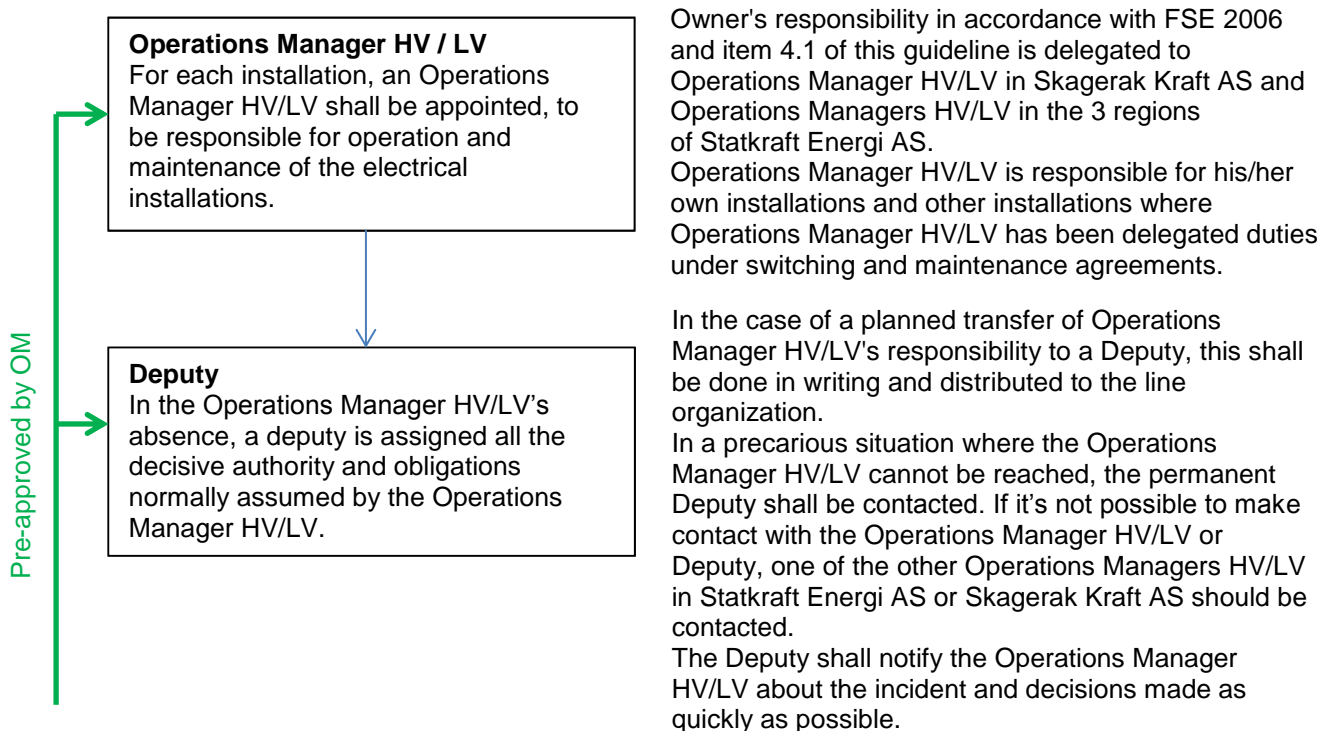 Operations Manager HV / LV
For each installation, an Operations
Manager HV/LV shall be appointed, to
be responsible for operation and
maintenance of the electrical
installations.
Owner's responsibility in accordance with FSE 2006
and item 4.1 of this guideline is delegated to
Operations Manager HV/LV in Skagerak Kraft AS and
Operations Managers HV/LV in the 3 regions
of Statkraft Energi AS.
Operations Manager HV/LV is responsible for his/her
own installations and other installations where
Operations Manager HV/LV has been delegated duties
under switching and maintenance agreements.
Pre-approved by OM
Deputy
In the Operations Manager HV/LV’s
absence, a deputy is assigned all the
decisive authority and obligations
normally assumed by the Operations
Manager HV/LV.
In the case of a planned transfer of Operations
Manager HV/LV's responsibility to a Deputy, this shall
be done in writing and distributed to the line
organization.
In a precarious situation where the Operations
Manager HV/LV cannot be reached, the permanent
Deputy shall be contacted. If it’s not possible to make
contact with the Operations Manager HV/LV or
Deputy, one of the other Operations Managers HV/LV
in Statkraft Energi AS or Skagerak Kraft AS should be
contacted.
The Deputy shall notify the Operations Manager
HV/LV about the incident and decisions made as
quickly as possible.